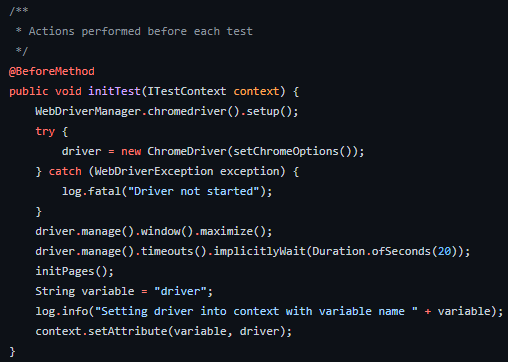 /**
 * Actions performed before each test
 */
@BeforeMethod
public void initTest(ITestContext context) {
    WebDriverManager.chromedriver().setup();
    try {
        driver = new ChromeDriver(setChromeOptions());
    } catch (WebDriverException exception) {
        log.fatal("Driver not started");
    }
    driver.manage().window().maximize();
    driver.manage().timeouts().implicitlyWait(Duration.ofSeconds(20));
    initPages();
    String variable = "driver";
    log.info("Setting driver into context with variable name " + variable);
    context.setAttribute(variable, driver);
}